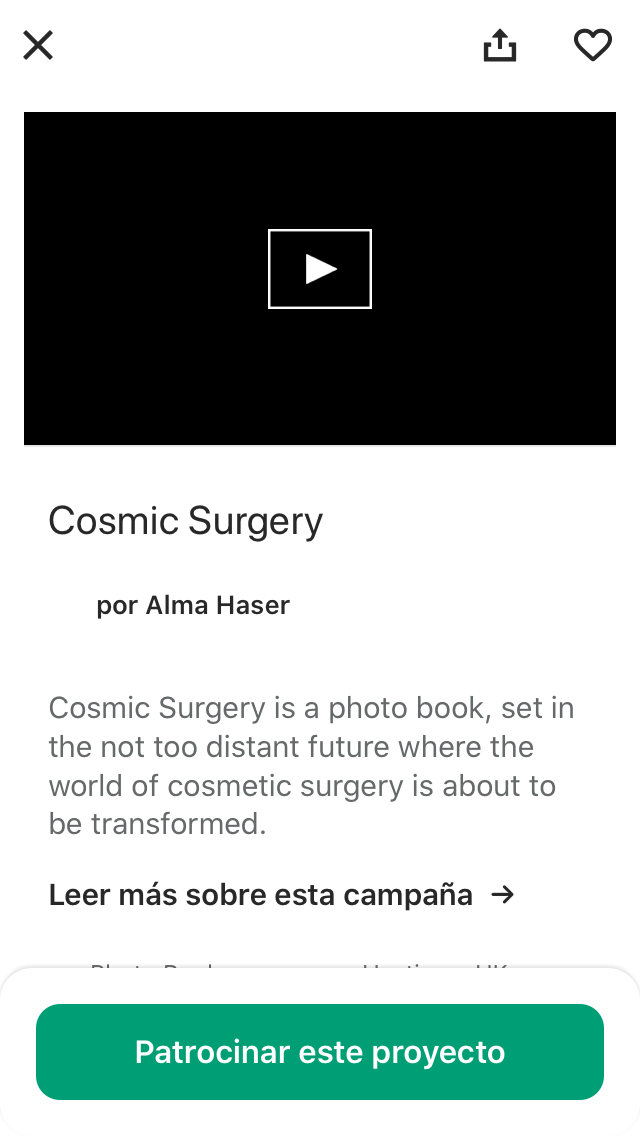 Cosmic Surgery
por Alma Haser
Cosmic Surgery is a photo book, set in
the not too distant future where the
world of cosmetic surgery is about to
be transformed.
Leer más sobre esta campaña →
Patrocinar este proyecto